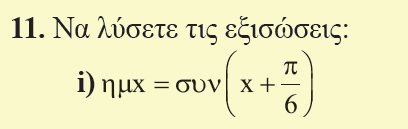 11. Να λύσετε τις εξισώσεις:
i) ημx = συν(x + π/6)